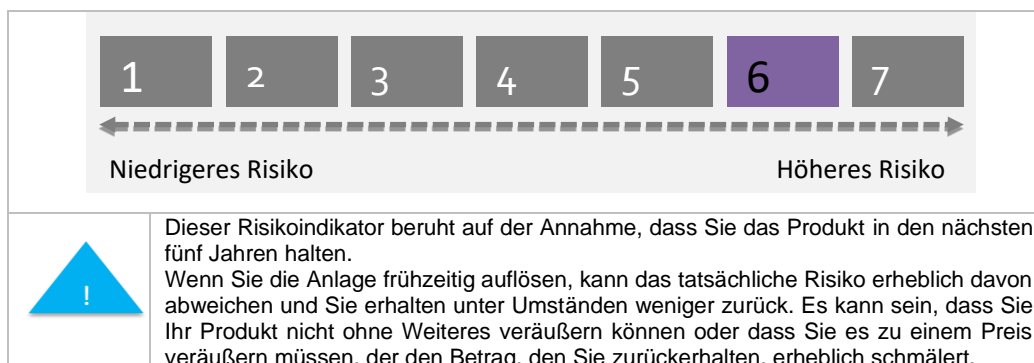 1 2 3 4 5 6 7
Niedrigeres Risiko Höheres Risiko
Dieser Risikoindikator beruht auf der Annahme, dass Sie das Produkt in den nächsten
fünf Jahren halten.
Wenn Sie die Anlage frühzeitig auflösen, kann das tatsächliche Risiko erheblich davon
! abweichen und Sie erhalten unter Umständen weniger zurück. Es kann sein, dass Sie
Ihr Produkt nicht ohne Weiteres veräußern können oder dass Sie es zu einem Preis
veräußern müssen, der den Betrag, den Sie zurückerhalten, erheblich schmälert.